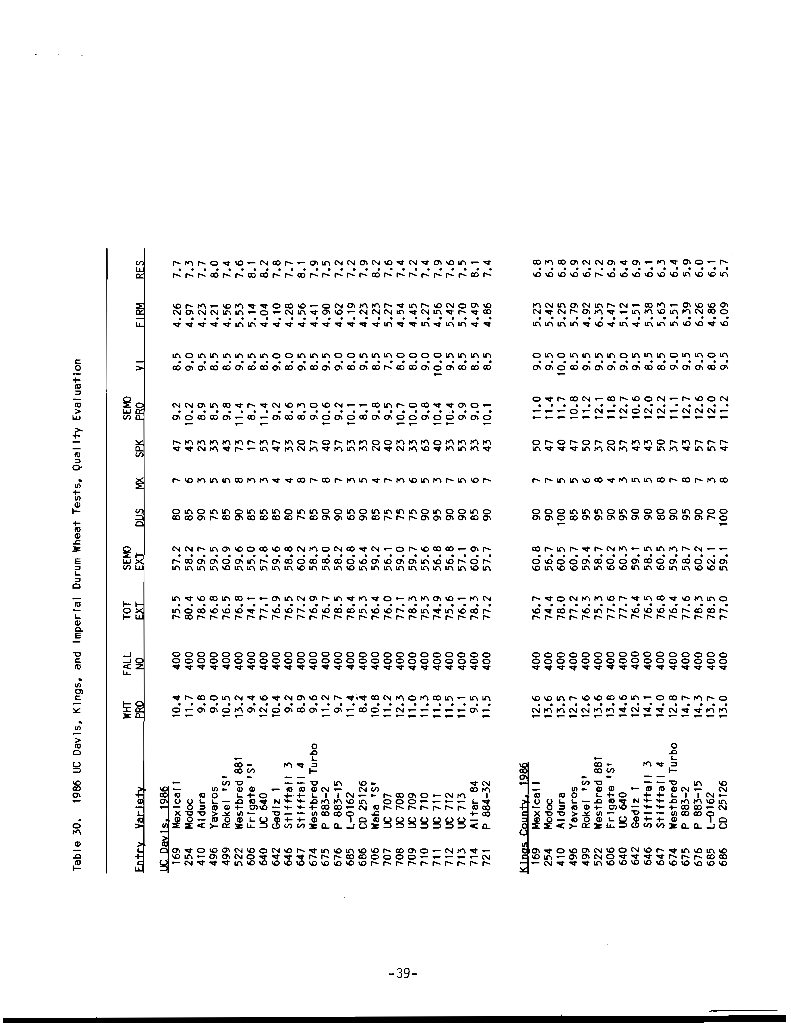 Table 30. 1986 UC Davis, Kings, and Imperial Durum Wheat Tests, Quality Evaluation
WHT FALL TOT SEMO SEMO
Entry Variety PRO NO EXT EXT DUS MX SPK PRO VI FIRM RES
UC Davis, 1986
169 Mexicali 10.4 400 75.5 57.2 80 7 47 9.2 8.5 4.26 7.7
254 Modoc 11.7 400 80.4 58.2 85 6 43 10.2 9.0 4.97 7.3
410 Aldura 9.8 400 78.6 59.7 90 3 23 8.9 9.5 4.23 7.7
496 Yavaros 9.0 400 76.8 59.5 75 5 33 8.5 8.5 4.21 8.0
499 Rokel 'S' 10.5 400 76.5 60.9 85 5 43 9.8 8.5 4.56 7.4
522 Westbred 881 13.2 400 76.8 59.6 90 8 73 11.4 9.5 5.53 7.6
606 Frigate 'S' 9.4 400 74.1 55.0 85 3 17 8.7 8.5 5.14 8.1
640 UC 640 12.6 400 77.1 57.8 85 3 53 11.4 8.5 4.04 8.2
642 Gediz 1 10.4 400 76.9 59.6 85 4 47 9.2 9.0 4.10 7.8
646 Stifftail 3 9.2 400 76.5 58.8 80 4 33 8.6 8.0 4.28 7.7
647 Stifftail 4 8.9 400 77.2 60.2 75 8 20 8.3 9.5 4.56 8.1
674 Westbred Turbo 9.6 400 76.9 58.3 85 7 37 9.0 8.5 4.41 7.9
675 P 883-2 11.2 400 76.7 58.0 90 8 40 10.6 9.5 4.90 7.5
676 P 883-15 9.7 400 78.5 58.2 90 7 37 9.2 9.0 4.62 7.2
685 L-0162 11.4 400 78.4 60.8 85 3 53 10.1 8.0 4.19 7.2
686 CD 25126 8.4 400 75.3 56.4 90 5 33 8.1 9.5 4.23 7.9
706 Waha 'S' 10.8 400 76.4 59.2 85 4 20 9.8 8.5 4.23 8.2
707 UC 707 11.2 400 76.0 56.1 75 7 40 9.5 7.5 5.27 7.6
708 UC 708 12.3 400 77.1 59.0 75 3 23 10.7 8.0 4.54 7.4
709 UC 709 11.0 400 78.3 59.7 75 6 33 10.0 8.0 4.45 7.2
710 UC 710 11.3 400 75.3 55.6 90 5 63 9.8 9.0 5.27 7.4
711 UC 711 11.8 400 74.9 56.8 95 3 40 10.4 10.0 4.56 7.9
712 UC 712 11.5 400 75.6 56.8 90 7 33 10.4 9.5 5.42 7.6
713 UC 713 11.1 400 76.1 57.1 90 5 53 9.9 8.5 5.70 7.5
714 Altar 84 9.5 400 78.3 60.9 85 6 33 9.0 8.5 4.49 8.1
721 P 884-32 11.5 400 77.2 57.7 90 7 43 10.1 8.5 4.86 7.4
Kings County, 1986
169 Mexicali 12.6 400 76.7 60.8 90 7 50 11.0 9.0 5.23 6.8
254 Modoc 13.6 400 74.4 56.7 90 7 47 11.4 9.5 5.42 6.3
410 Aldura 13.5 400 78.0 60.5 100 5 40 11.7 10.0 5.25 6.8
496 Yavaros 12.7 400 77.2 60.7 85 5 47 10.8 8.5 5.79 6.9
499 Rokel 'S' 12.6 400 76.3 59.4 95 6 50 11.2 9.5 4.92 6.2
522 Westbred 881 13.6 400 75.3 58.7 95 8 37 12.1 9.5 6.35 7.2
606 Frigate 'S' 13.8 400 77.6 60.2 90 4 20 11.8 9.5 4.47 6.9
640 UC 640 14.6 400 77.7 60.3 95 3 37 12.7 9.0 5.12 6.4
642 Gediz 1 12.5 400 76.4 59.1 90 5 43 10.6 9.5 4.51 6.9
646 Stifftail 3 14.1 400 76.5 58.5 90 5 43 12.0 8.5 5.38 6.1
647 Stifftail 4 14.0 400 76.8 60.5 80 8 50 12.2 8.5 5.63 6.3
674 Westbred Turbo 12.8 400 76.4 59.3 90 7 37 11.1 9.0 5.51 6.4
675 P 883-2 14.7 400 77.5 58.7 95 8 43 12.7 9.5 6.39 5.9
676 P 883-15 14.3 400 78.3 60.2 90 7 57 12.6 9.5 6.26 6.0
685 L-0162 13.7 400 78.5 62.1 70 3 57 12.0 8.0 4.86 6.1
686 CD 25126 13.0 400 77.0 59.1 100 8 47 11.2 9.5 6.09 5.7
-39-